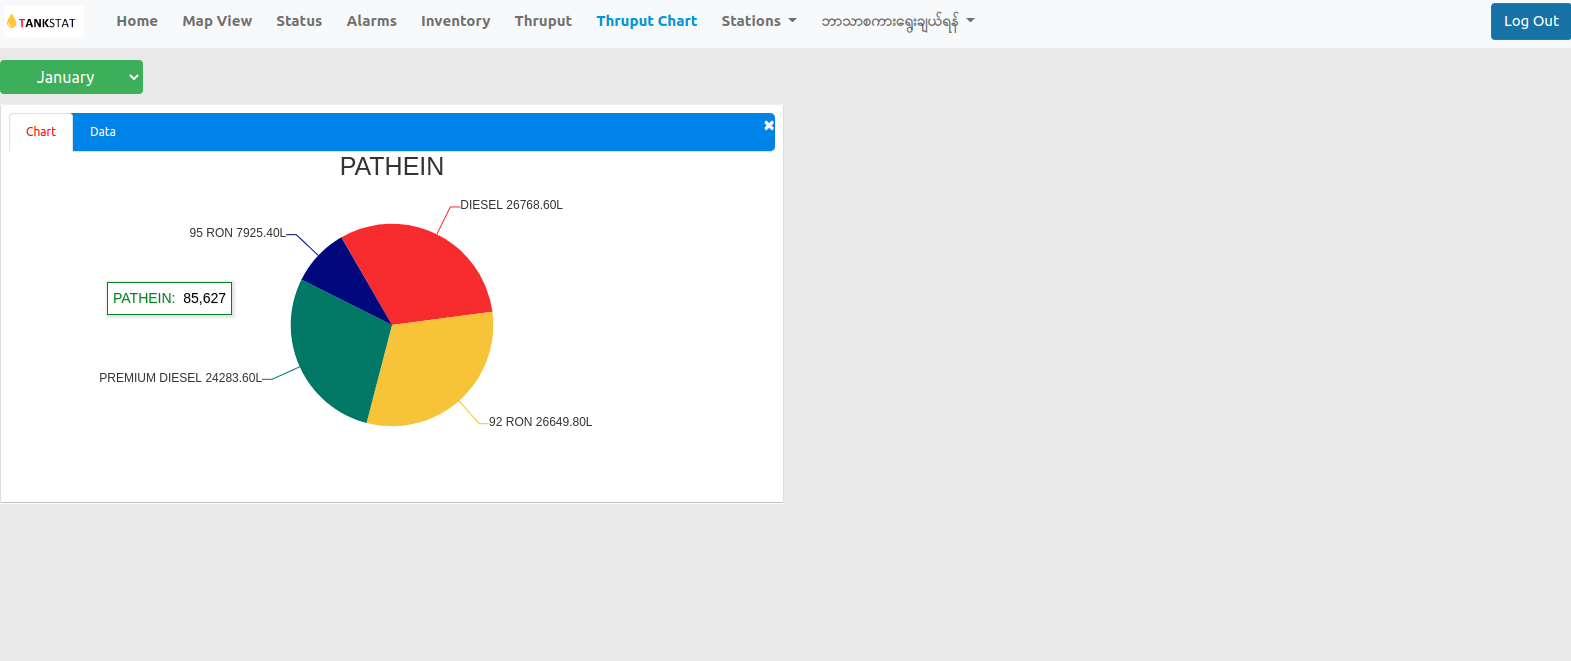 TANKSTAT
Home Map View Status Alarms Inventory Thruput Thruput Chart Stations ဘာသာစကားရွေးချယ်ရန် Log Out
January
Chart Data
PATHEIN
DIESEL 26768.60L
95 RON 7925.40L
PATHEIN: 85,627
PREMIUM DIESEL 24283.60L
92 RON 26649.80L